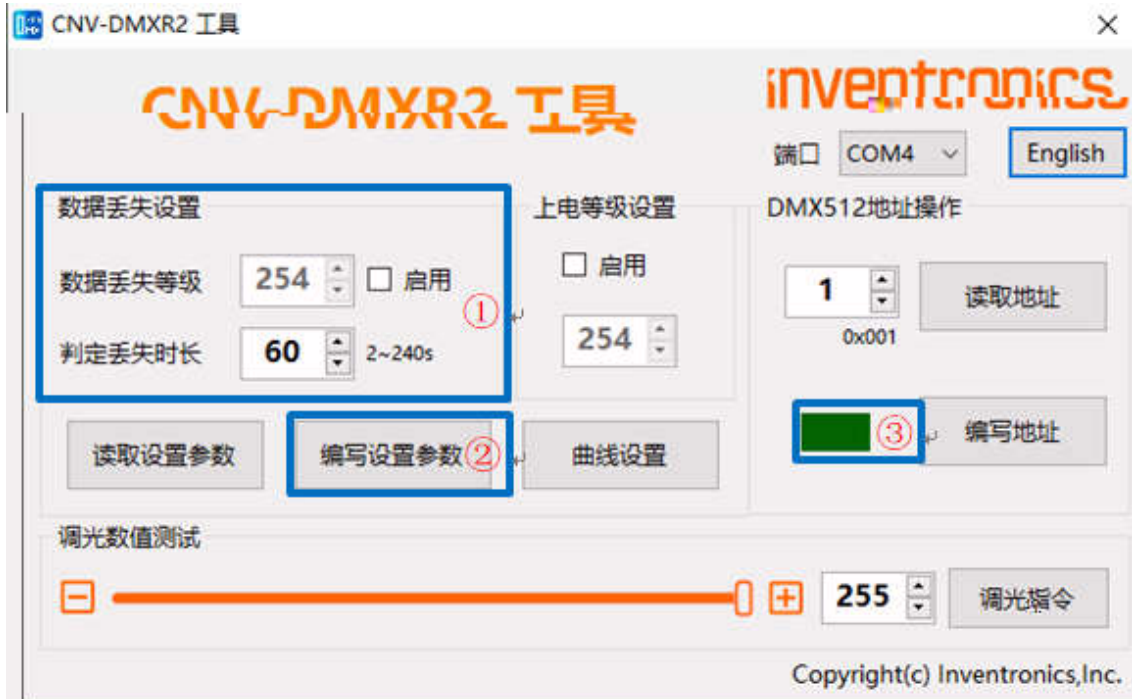 CNV-DMXR2 工具
CNV-DMXR2 工具
inventronics
端口 COM4 English
数据丢失设置
数据丢失等级 254 启用
①
判定丢失时长 60 2~240s
上电等级设置
启用
254
DMX512地址操作
1 读取地址
0x001
③ 编写地址
读取设置参数 编写设置参数② 曲线设置
调光数值测试
255 调光指令
Copyright(c) Inventronics,Inc.